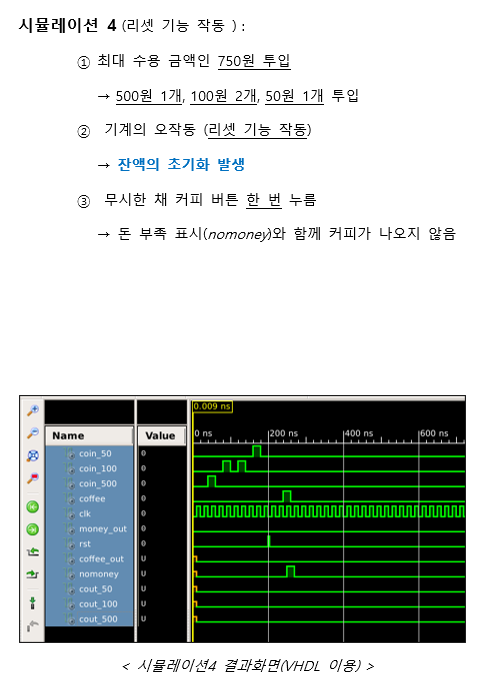 시뮬레이션 4 (리셋 기능 작동 ) :
① 최대 수용 금액인 750원 투입
→ 500원 1개, 100원 2개, 50원 1개 투입
② 기계의 오작동 (리셋 기능 작동)
→ 잔액의 초기화 발생
③ 무시한 채 커피 버튼 한 번 누름
→ 돈 부족 표시(nomoney)와 함께 커피가 나오지 않음
0.009 ns
Name Value 0 ns 200 ns 400 ns 600 ns
coin_50 0
coin_100 0
coin_500 0
coffee 0
clk 0
money_out 0
rst 0
coffee_out U
nomoney U
cout_50 U
cout_100 U
cout_500 U
< 시뮬레이션4 결과화면(VHDL 이용) >